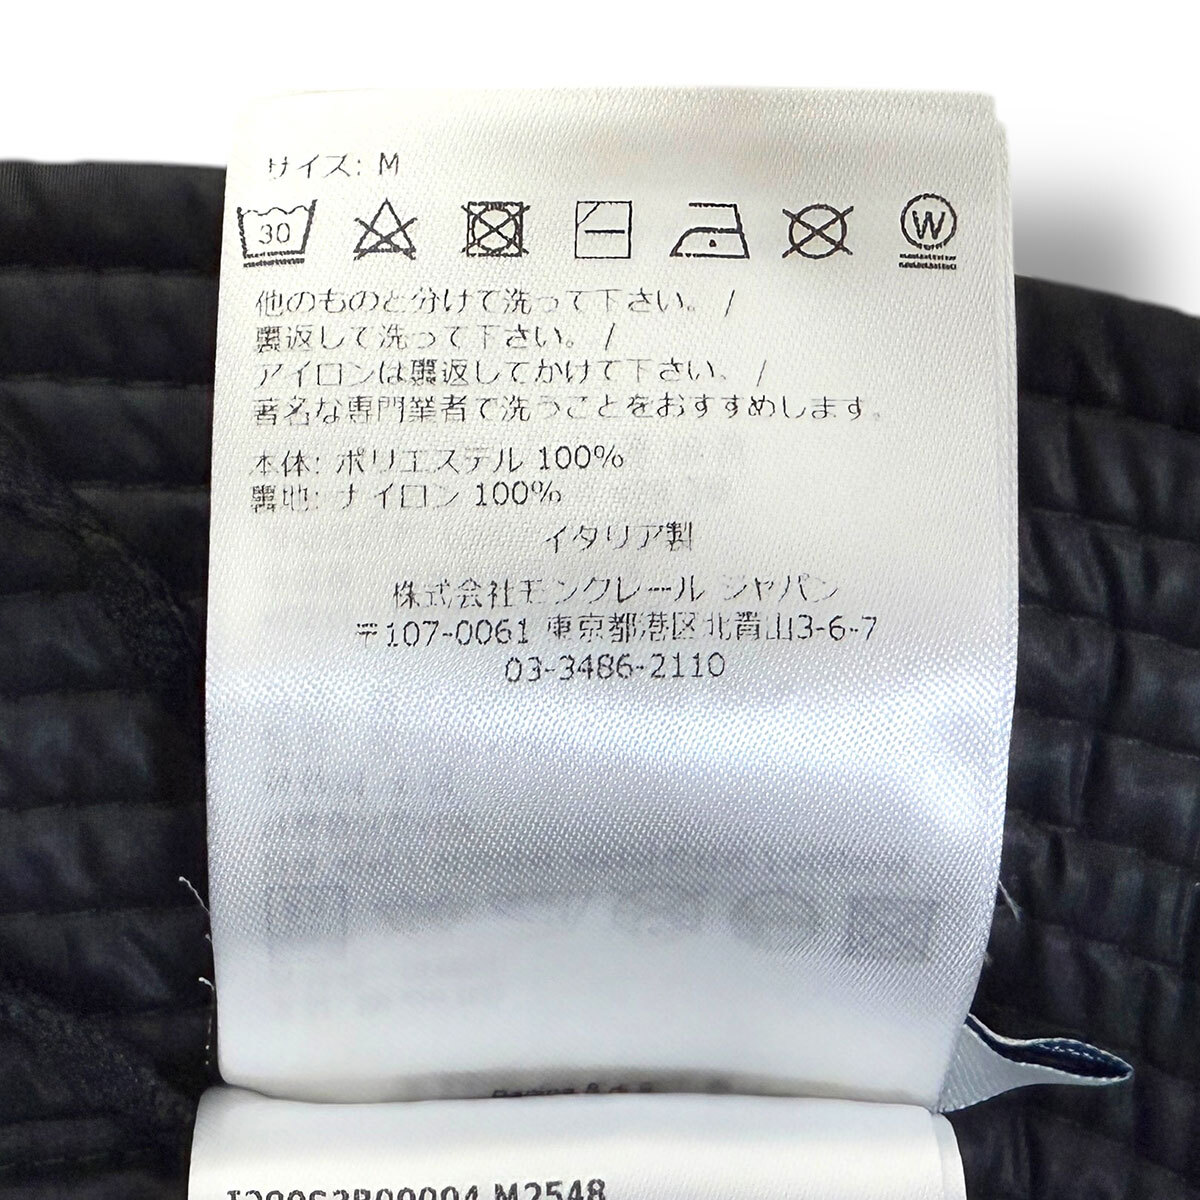 サイズ: M
30 W
他のものと分けて洗って下さい。 /
裏返して洗って下さい。 /
アイロンは裏返してかけて下さい。 /
著名な専門業者で洗うことをおすすめします。
本体: ポリエステル 100%
裏地: ナイロン 100%
イタリア製
株式会社モンクレール ジャパン
〒107-0061 東京都港区北青山3-6-7
03-3486-2110
M2548